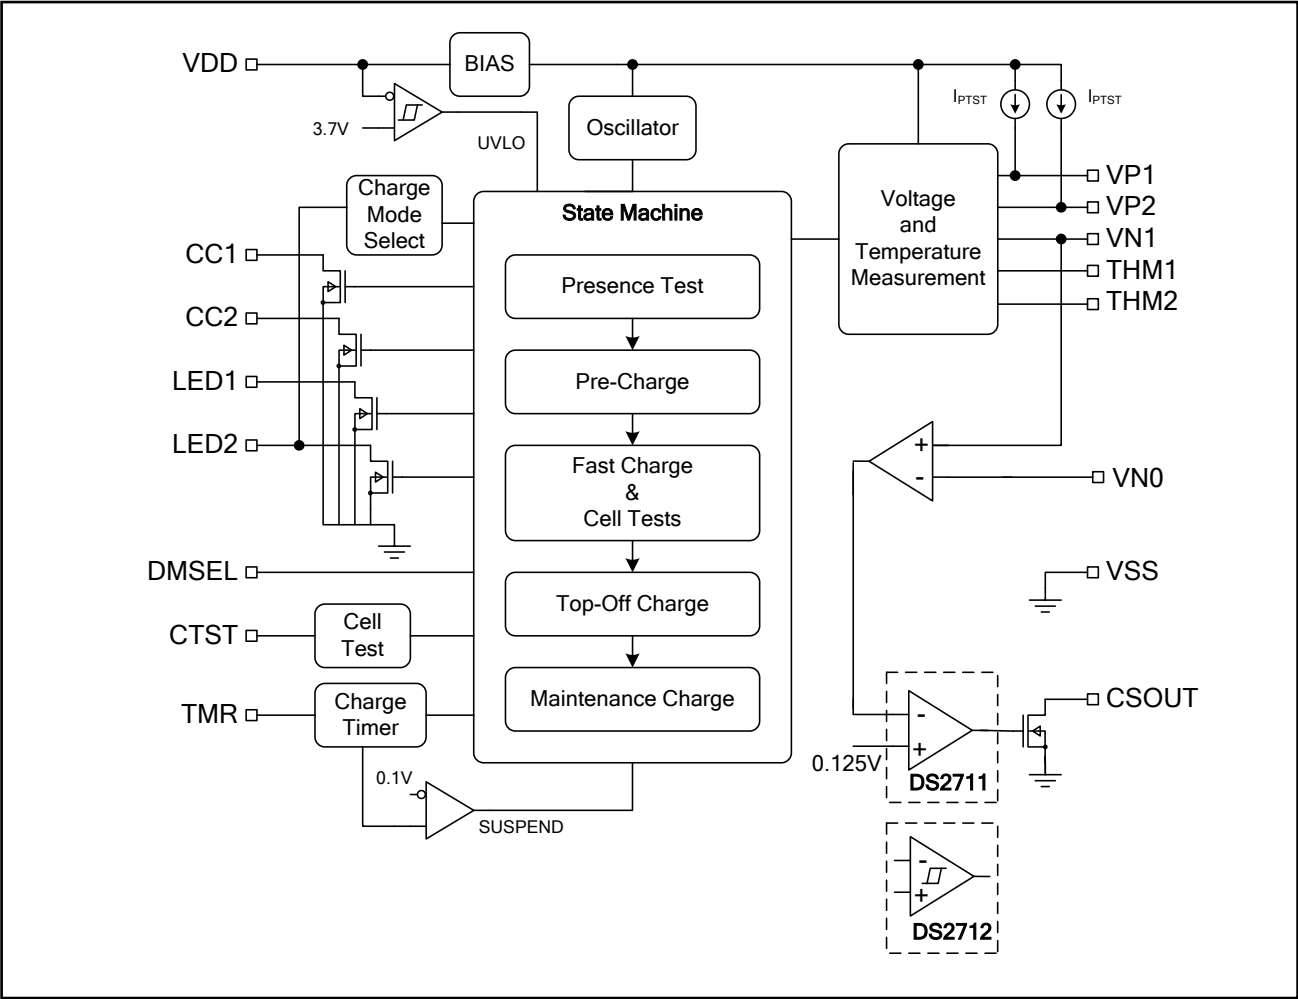 VDD
BIAS
3.7V
UVLO
Oscillator
I PTST
I PTST
Charge
Mode
Select
State Machine
Voltage
and
Temperature
Measurement
VP1
VP2
VN1
THM1
THM2
CC1
CC2
LED1
LED2
Presence Test
Pre-Charge
Fast Charge
&
Cell Tests
Top-Off Charge
Maintenance Charge
+
-
VN0
DMSEL
VSS
CTST
Cell
Test
TMR
Charge
Timer
0.1V
SUSPEND
CSOUT
-
+
0.125V
DS2711
-
+
DS2712